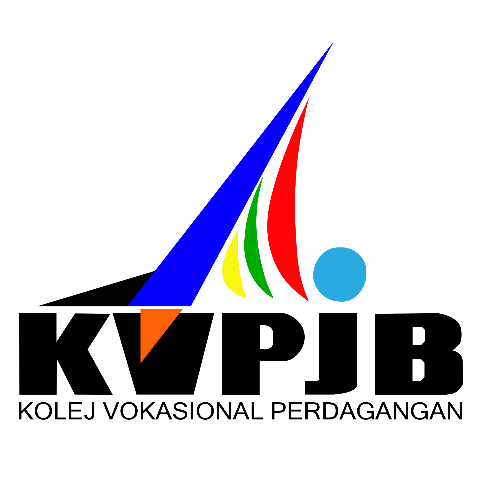 KVPJB
KOLEJ VOKASIONAL PERDAGANGAN